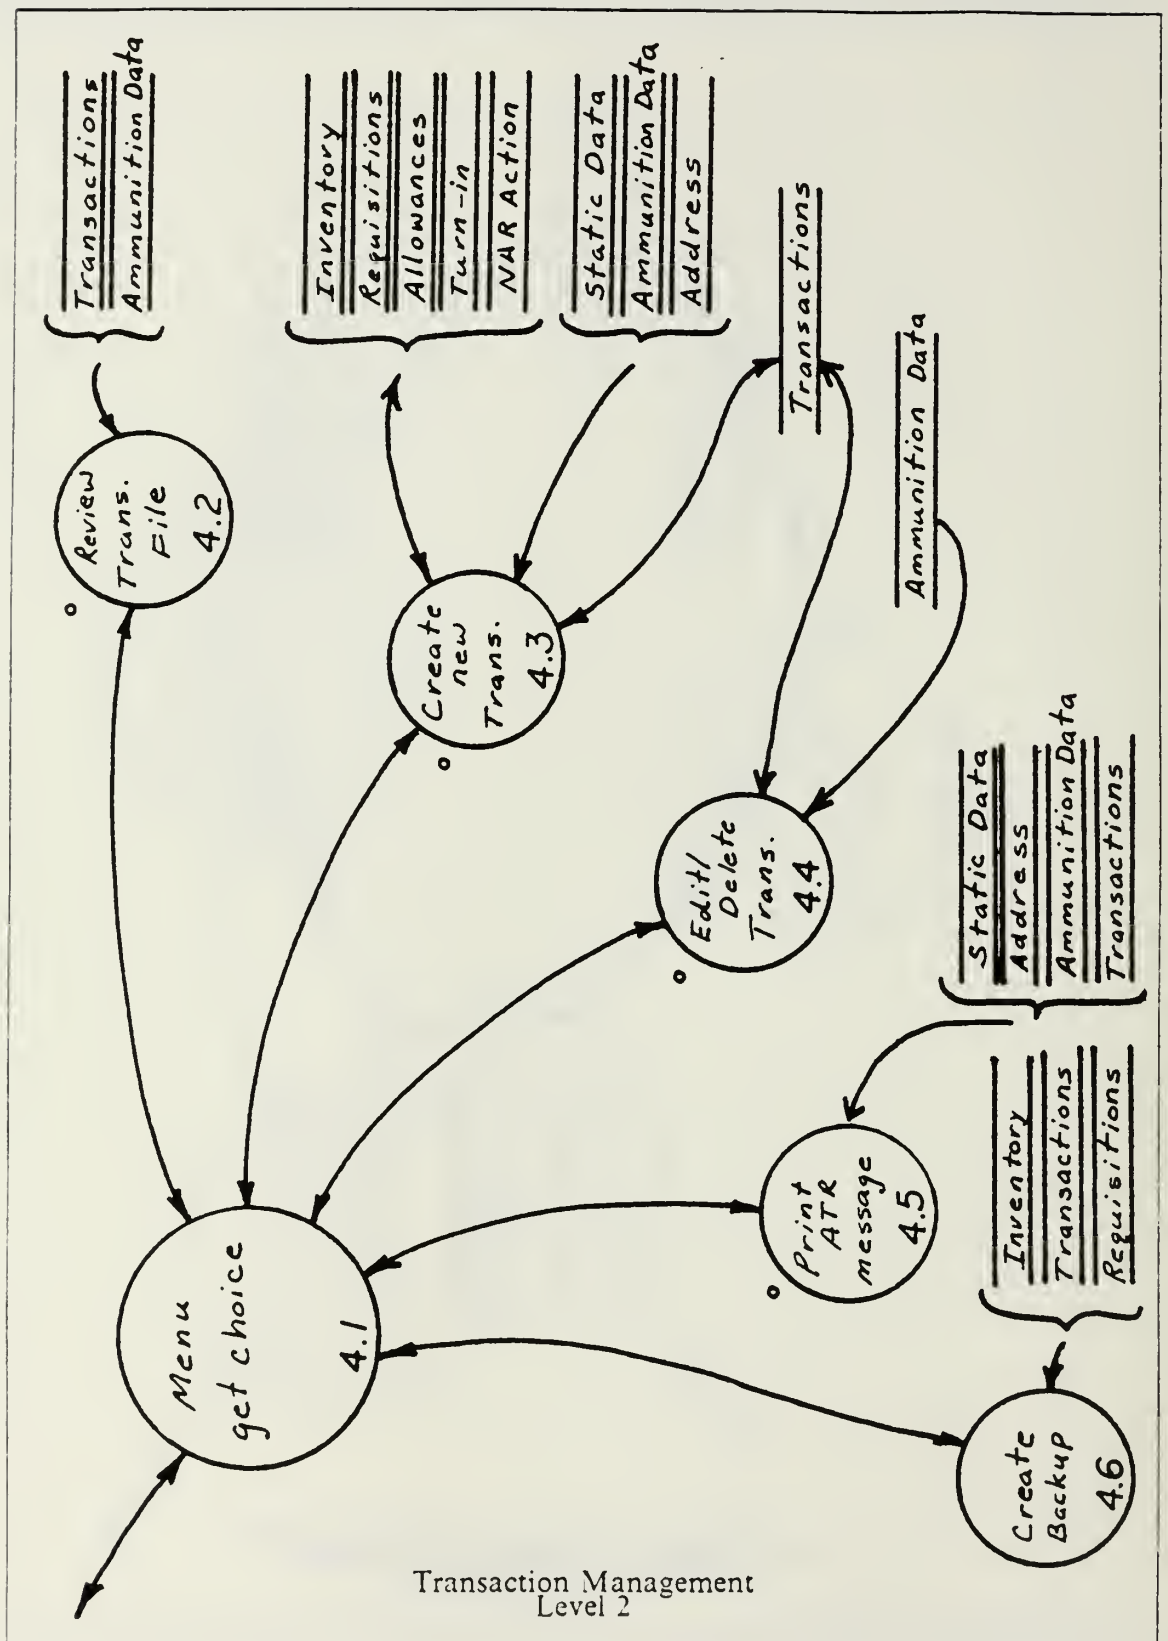 Transactions
Ammunition Data
Review
Trans.
File
4.2
Inventory
Requisitions
Allowances
Turn-in
NAR Action
Static Data
Ammunition Data
Address
Create
new
Trans.
4.3
Transactions
Ammunition Data
Edit/
Delete
Trans.
4.4
Menu
get choice
4.1
Static Data
Address
Ammunition Data
Transactions
Print
ATR
message
4.5
Inventory
Transactions
Requisitions
Create
Backup
4.6
Transaction Management
Level 2